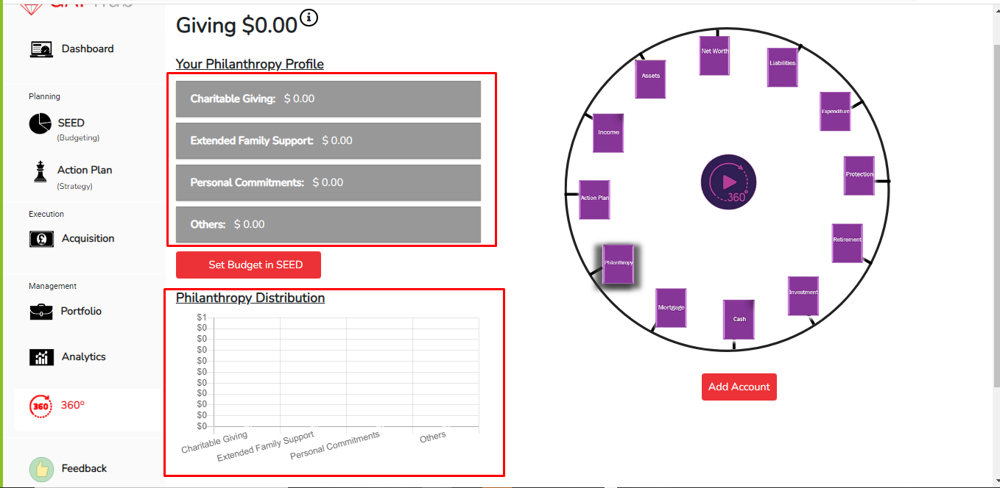 Giving $0.00
Dashboard
Planning
SEED
(Budgeting)
Action Plan
(Strategy)
Execution
Acquisition
Management
Portfolio
Analytics
360
360º
Feedback
Your Philanthropy Profile
Charitable Giving: $ 0.00
Extended Family Support: $ 0.00
Personal Commitments: $ 0.00
Others: $ 0.00
Set Budget in SEED
Philanthropy Distribution
$1
$0
$0
$0
$0
$0
$0
$0
$0
$0
$0
Charitable Giving
Extended Family Support
Personal Commitments
Others
Net Worth
Liabilities
Assets
Expenditure
Income
Protection
360°
Action Plan
Retirement
Philanthropy
Investment
Mortgage
Cash
Add Account